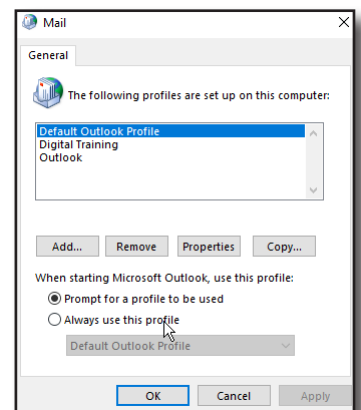 Mail
General
The following profiles are set up on this computer:
Default Outlook Profile
Digital Training
Outlook
Add... Remove Properties Copy...
When starting Microsoft Outlook, use this profile:
Prompt for a profile to be used
Always use this profile
Default Outlook Profile
OK Cancel Apply